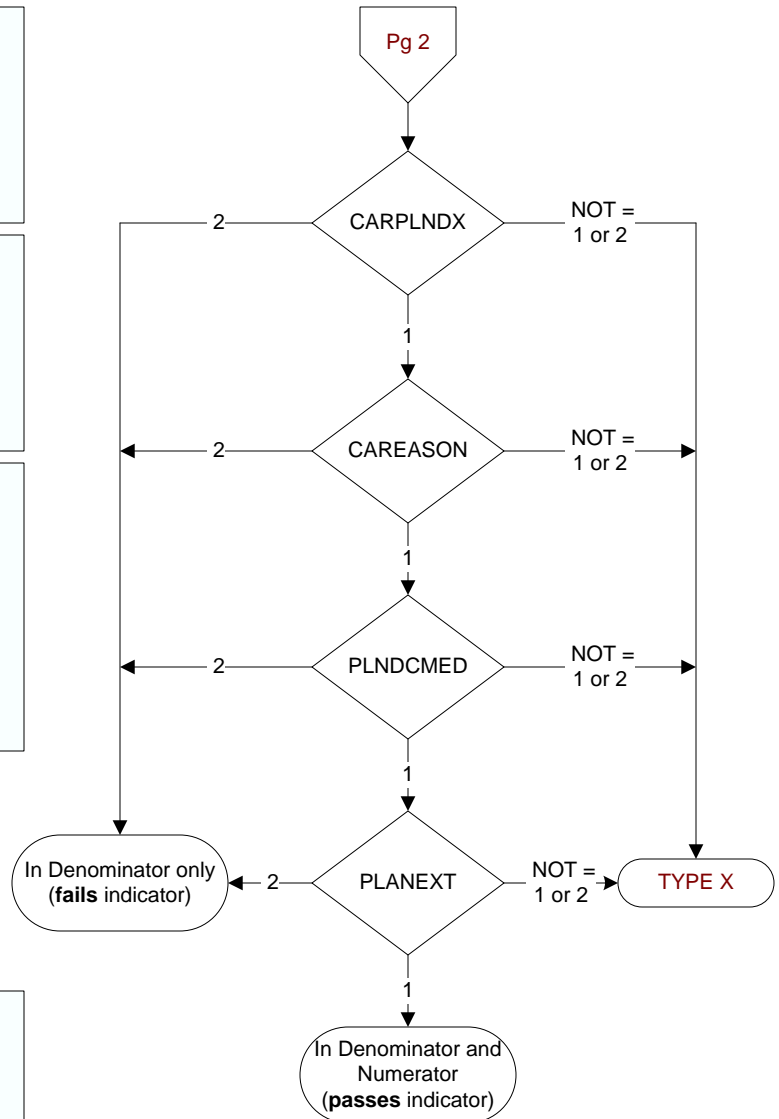 Pg 2
CARPLNDX
2
NOT =
1 or 2
1
CAREASON
2
NOT =
1 or 2
1
PLNDCMED
2
NOT =
1 or 2
1
In Denominator only
(fails indicator)
2
PLANEXT
NOT =
1 or 2
TYPE X
1
In Denominator and
Numerator
(passes indicator)